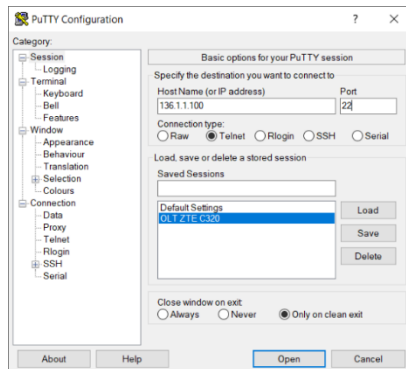 PuTTY Configuration ? ×
Category:
Session
Logging
Terminal
Keyboard
Bell
Features
Window
Appearance
Behaviour
Translation
Selection
Colours
Connection
Data
Proxy
Telnet
Rlogin
SSH
Serial
Basic options for your PuTTY session
Specify the destination you want to connect to
Host Name (or IP address) Port
136.1.1.100 22
Connection type:
Raw Telnet Rlogin SSH Serial
Load, save or delete a stored session
Saved Sessions
Default Settings
OLT ZTE C320
Load
Save
Delete
Close window on exit:
Always Never Only on clean exit
About Help Open Cancel